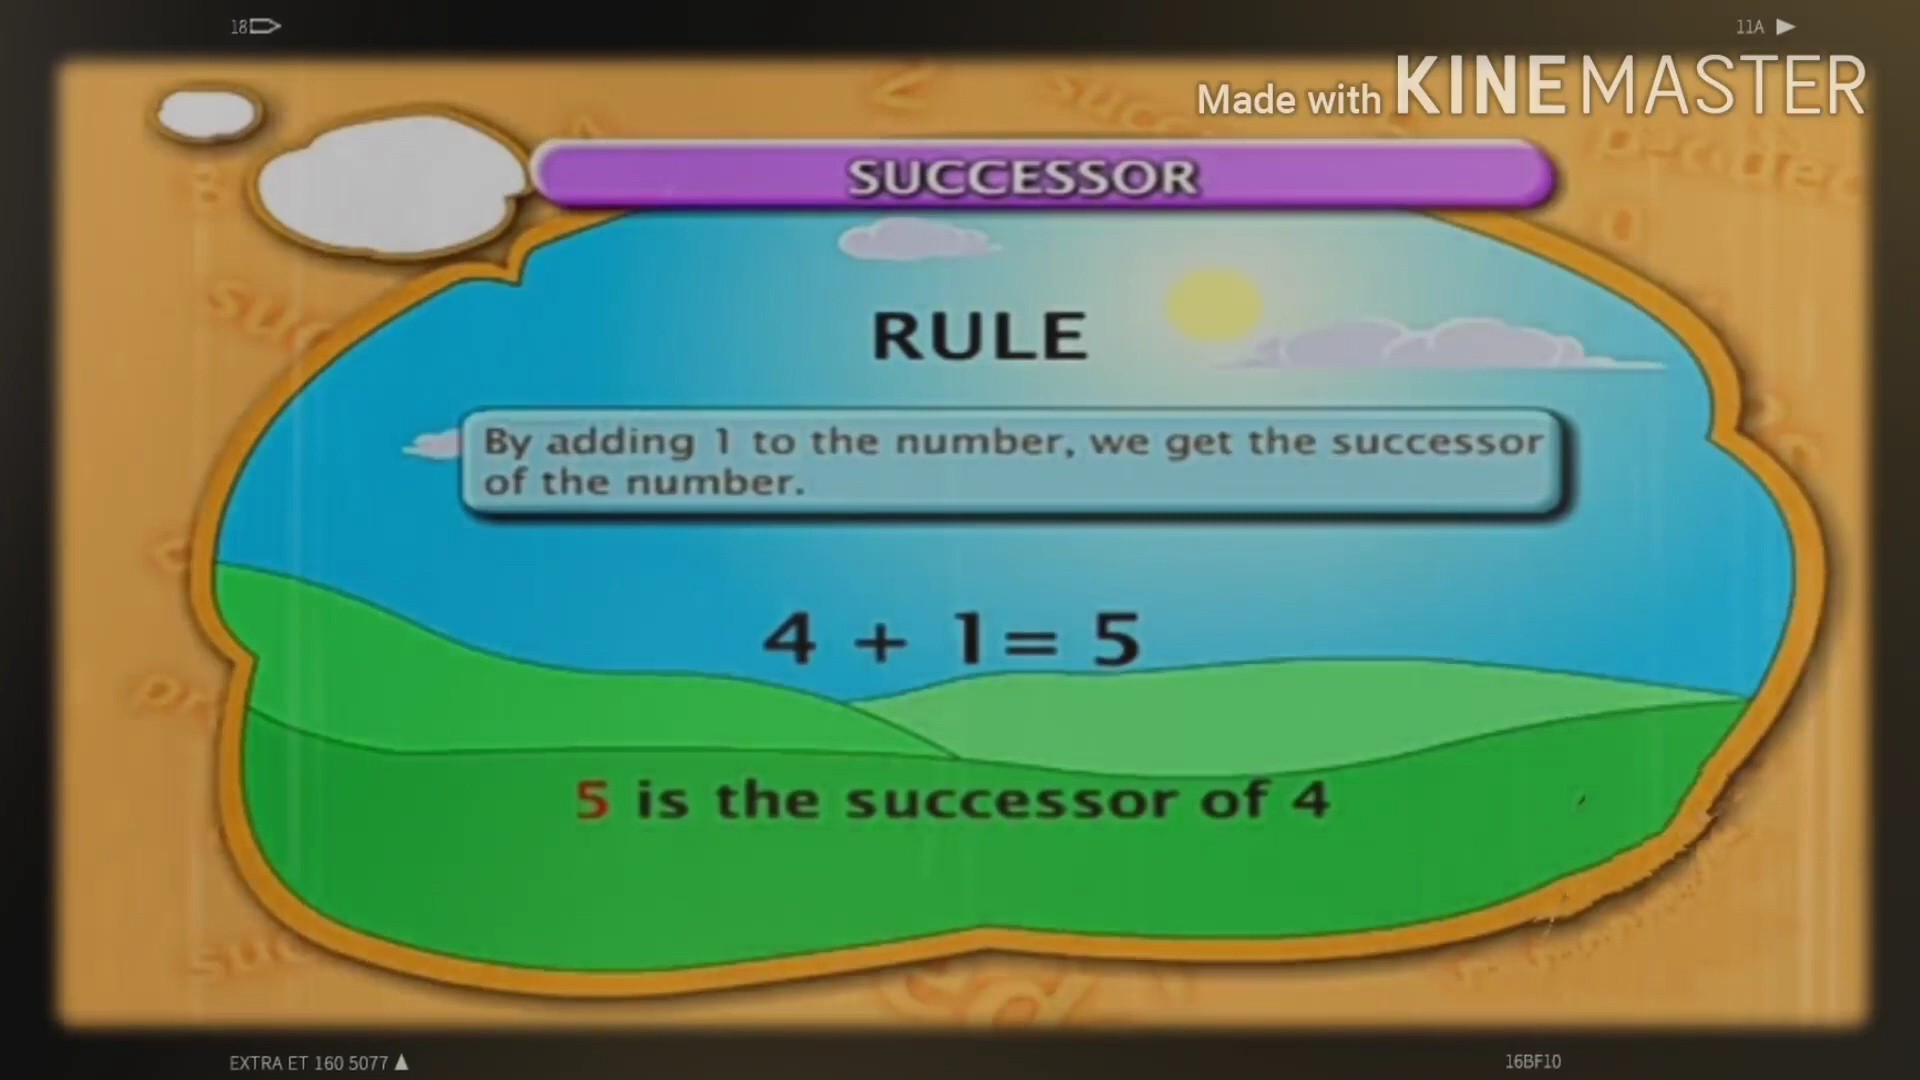 18
11A
Made with KINEMASTER
SUCCESSOR
RULE
By adding 1 to the number, we get the successor
of the number.
4 + 1 = 5
5 is the successor of 4
EXTRA ET 160 5077
16BF10